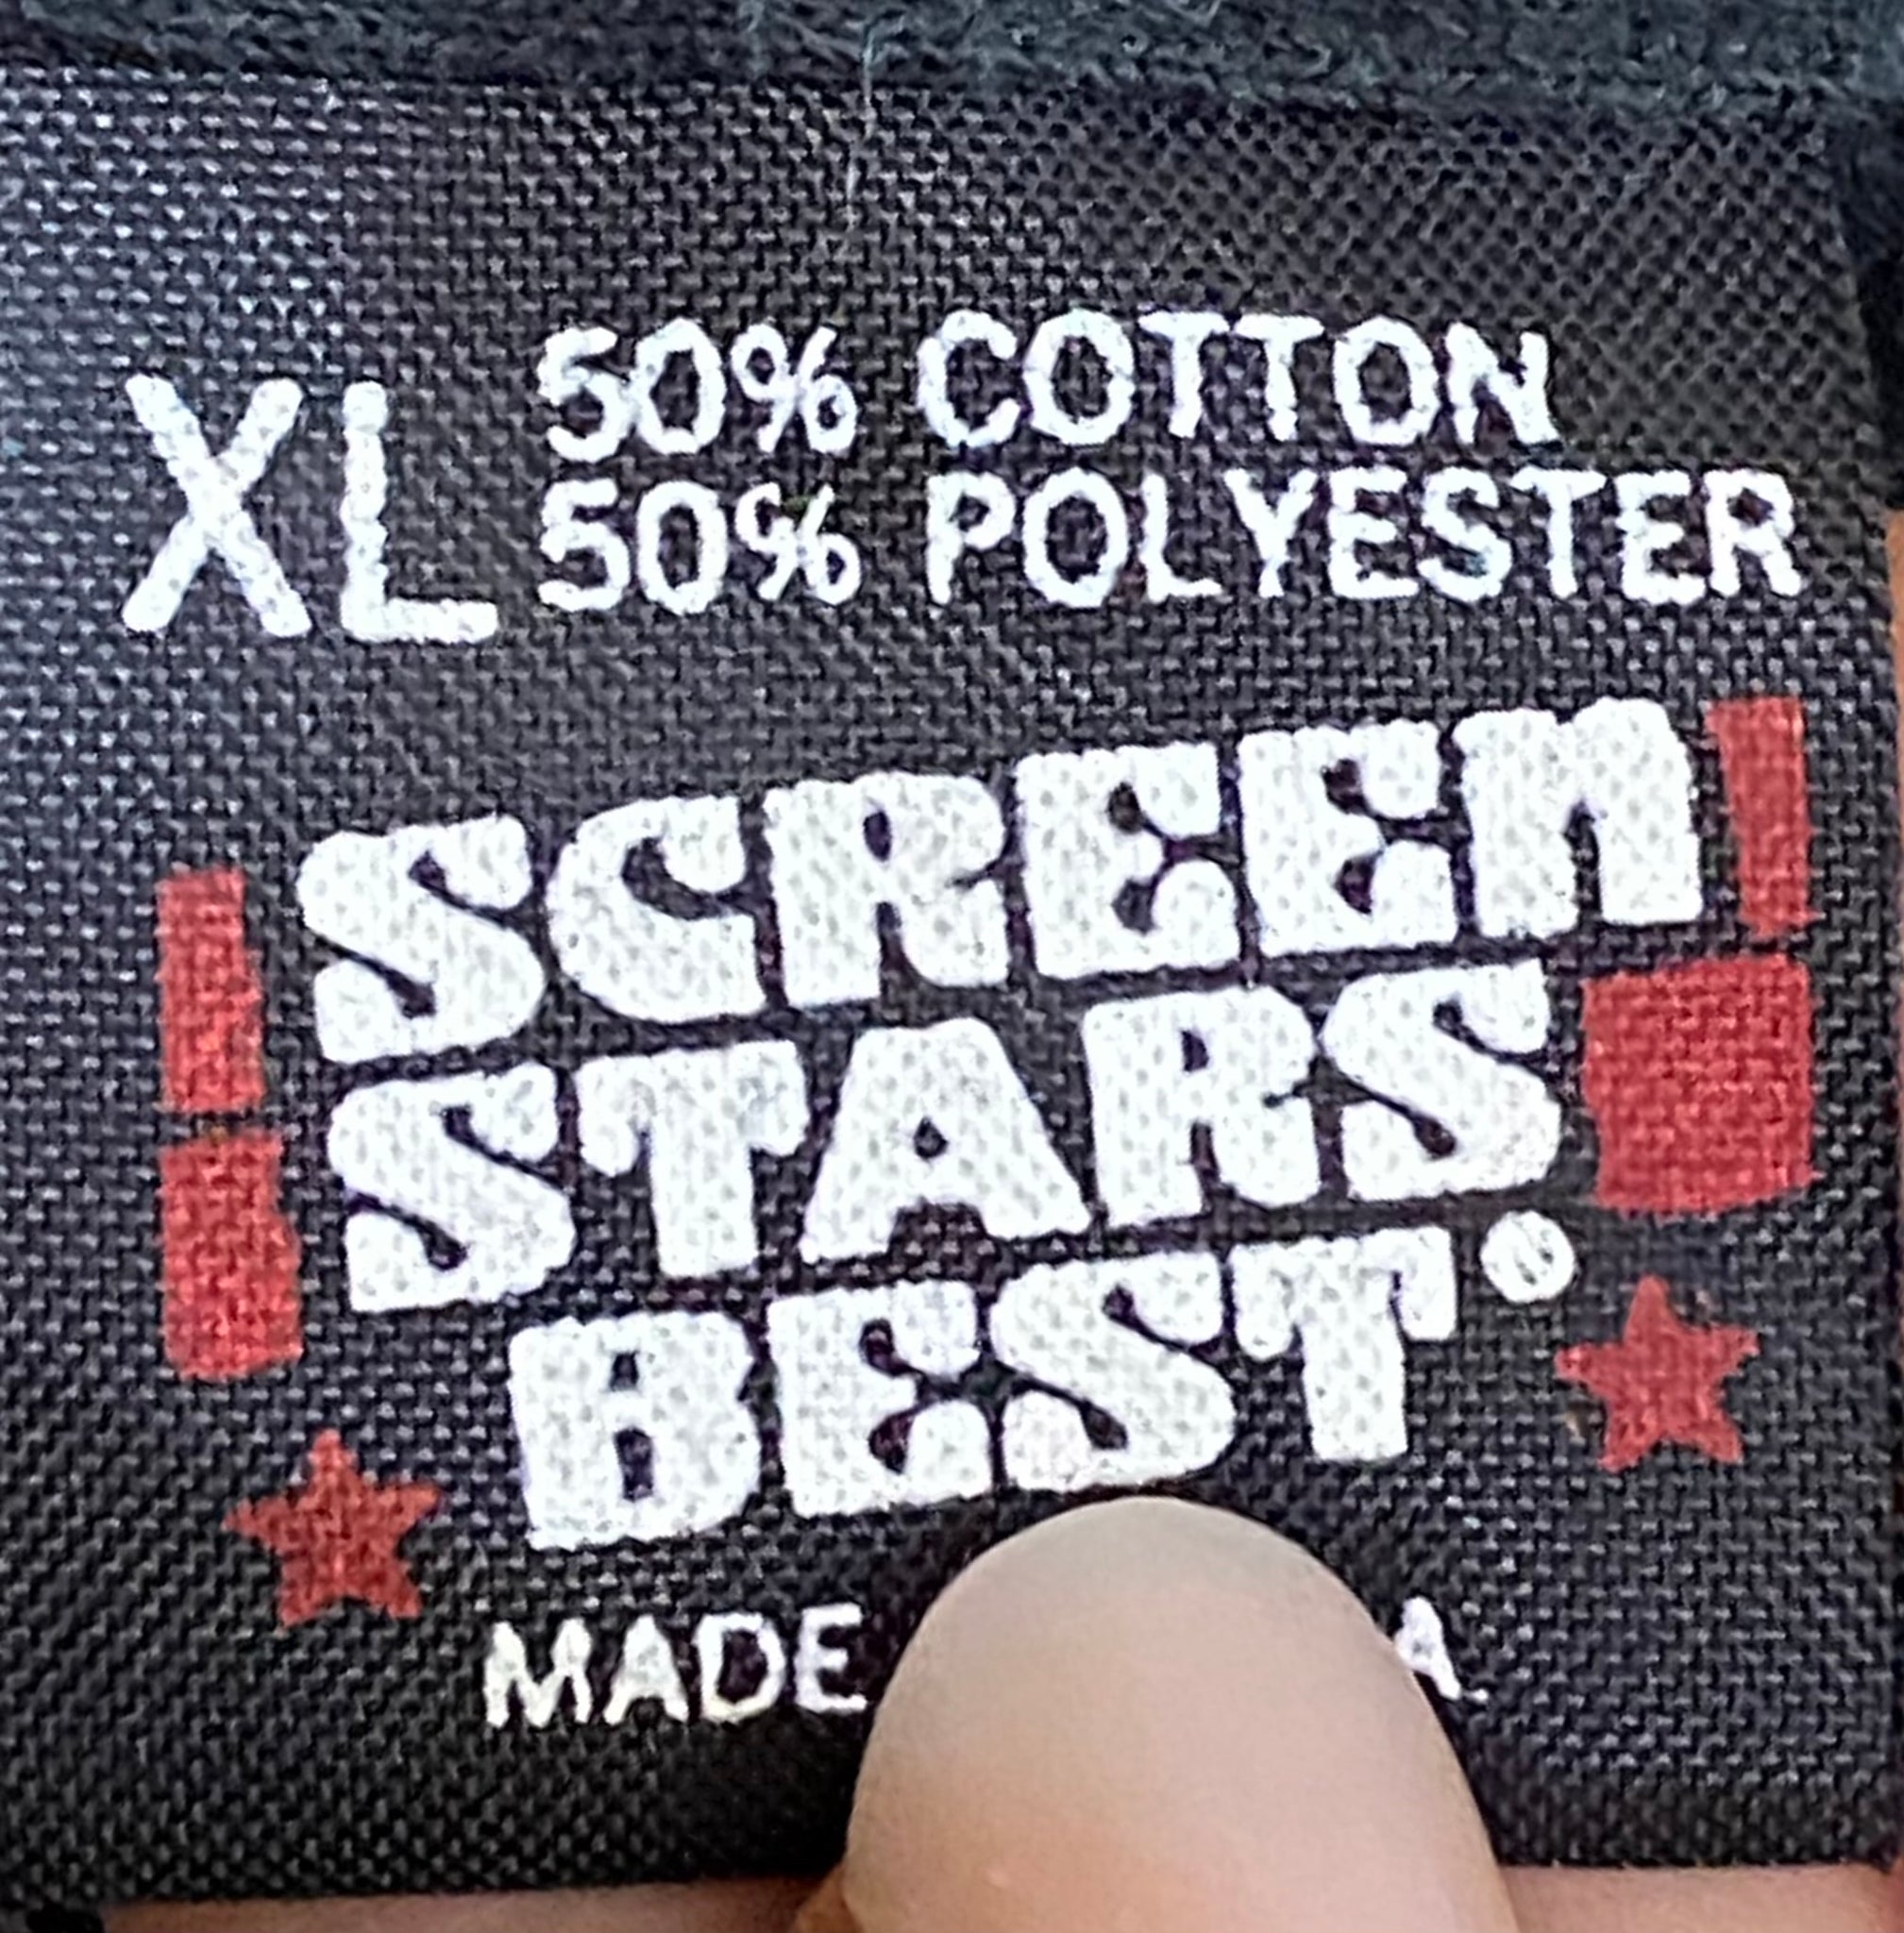 XL
50% COTTON
50% POLYESTER
SCREEN
STARS
BEST®
MADE